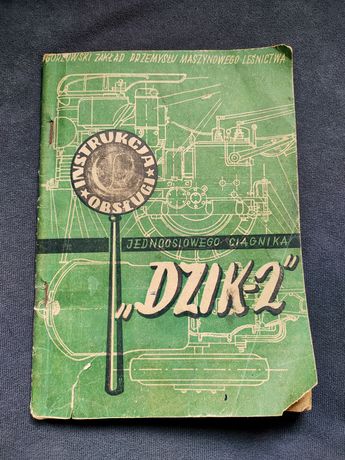 GORZOWSKI ZAKŁAD PRZEMYSŁU MASZYNOWEGO LEŚNICTWA
INSTRUKCJA
OBSŁUGI
JEDNOOSIOWEGO CIĄGNIKA
„DZIK-2”